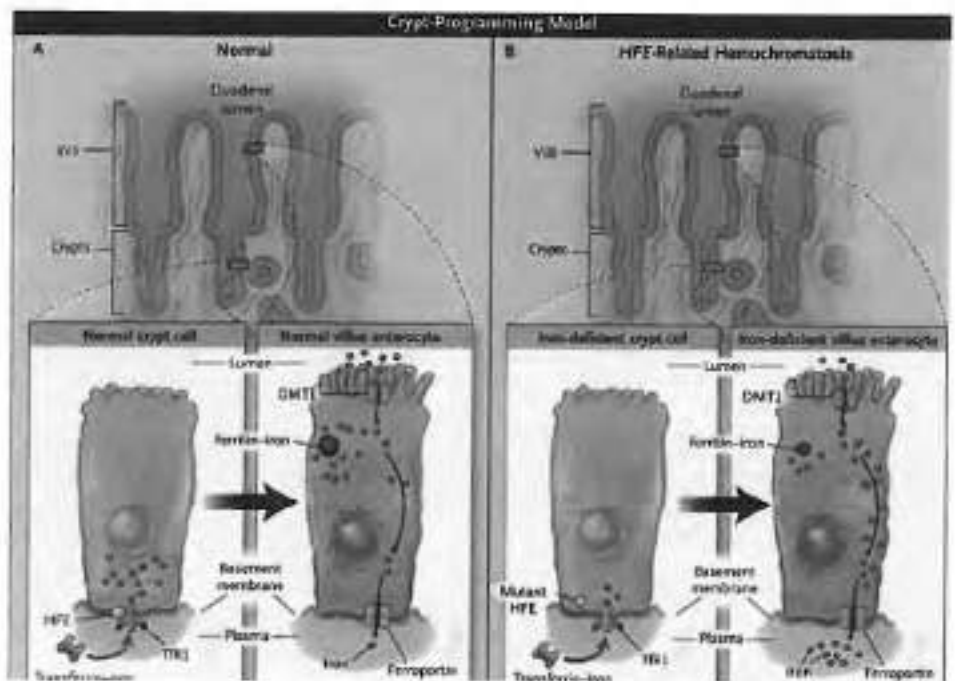 Crypt-Programming Model
A
Normal
Duodenal
lumen
Villi
Crypts
Normal crypt cell
Normal villus enterocyte
Lumen
DMT1
Ferritin–iron
Basement
membrane
HFE
Plasma
TfR1
Iron
Ferroportin
Transferrin–iron
B
HFE-Related Hemochromatosis
Duodenal
lumen
Villi
Crypts
Iron-deficient crypt cell
Iron-deficient villus enterocyte
Lumen
DMT1
Ferritin–iron
Mutant
HFE
Basement
membrane
Plasma
TfR1
Iron
Ferroportin
Transferrin–iron